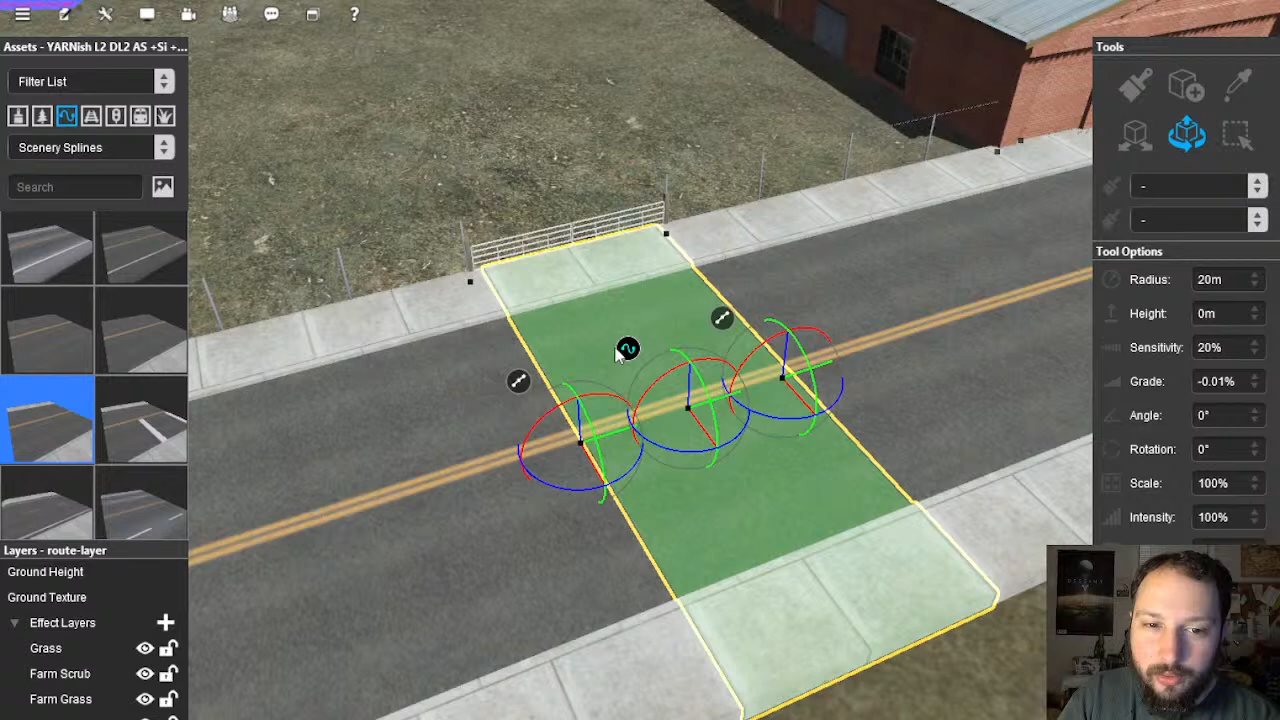 Assets - YARNish L2 DL2 AS +Si +...
Filter List
Scenery Splines
Search
Layers - route-layer
Ground Height
Ground Texture
Effect Layers
Grass
Farm Scrub
Farm Grass
Tools
-
-
Tool Options
Radius: 20m
Height: 0m
Sensitivity: 20%
Grade: -0.01%
Angle: 0°
Rotation: 0°
Scale: 100%
Intensity: 100%
DESTINY